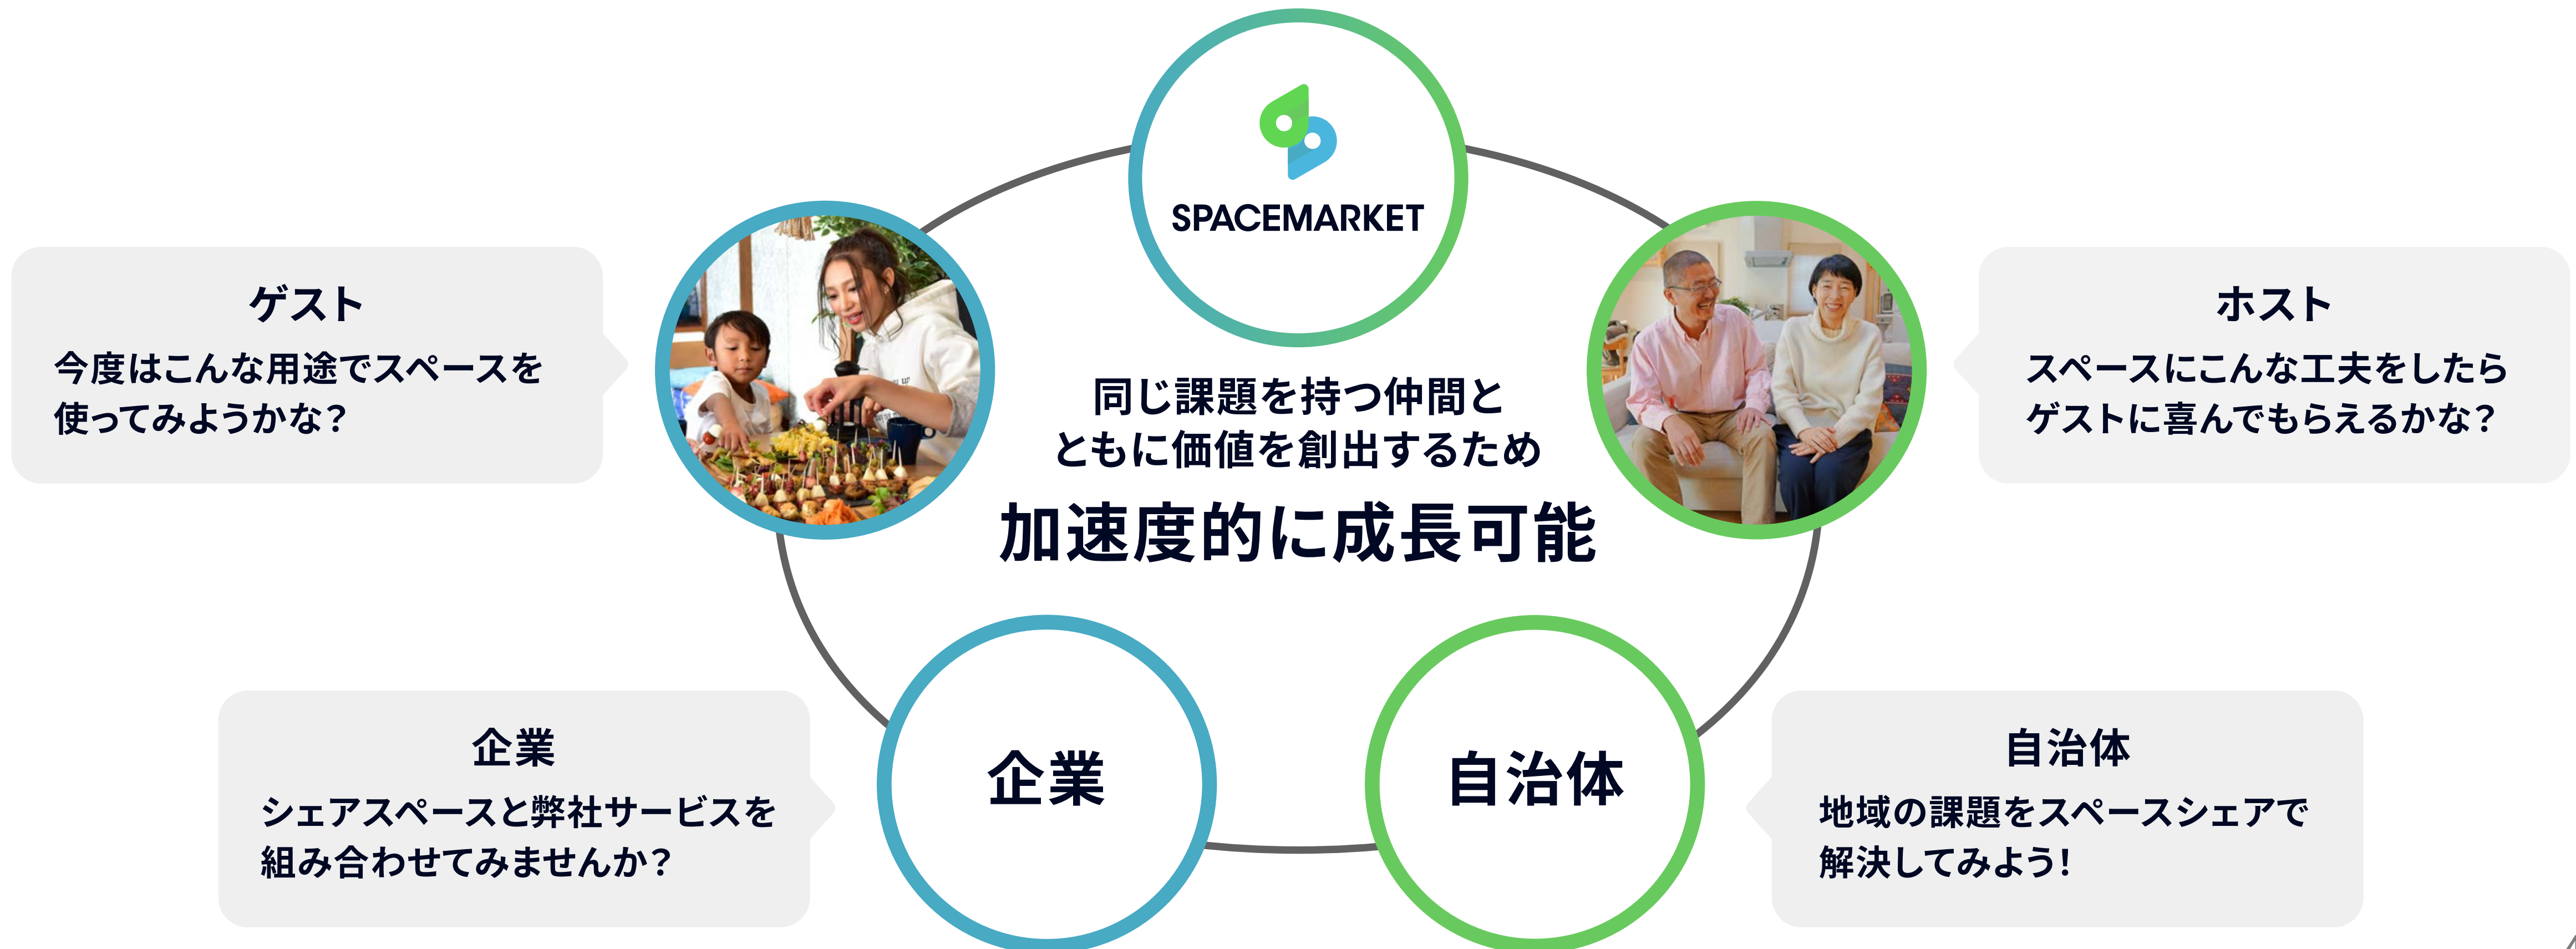 SPACEMARKET
ゲスト
今度はこんな用途でスペースを
使ってみようかな？
ホスト
スペースにこんな工夫をしたら
ゲストに喜んでもらえるかな？
同じ課題を持つ仲間と
ともに価値を創出するため
加速度的に成長可能
企業
シェアスペースと弊社サービスを
組み合わせてみませんか？
企業
自治体
自治体
地域の課題をスペースシェアで
解決してみよう！